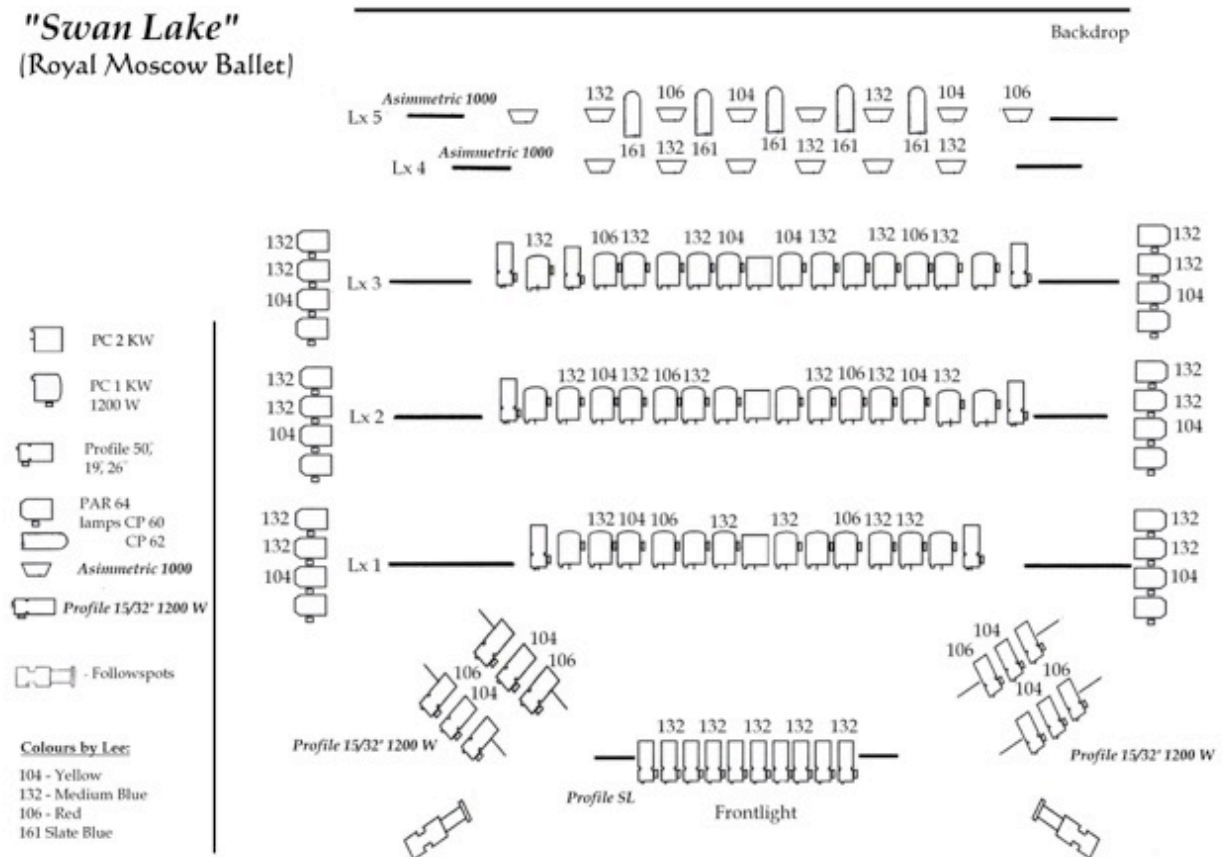 "Swan Lake"
(Royal Moscow Ballet)
Backdrop
Asimmetric 1000
132 106 104 132 104 106
Lx 5
161 161 161 161 161
Asimmetric 1000
132 132 132
Lx 4
132 106 132 132 104 104 132 132 106 132
132 132
132 132
104 104
Lx 3
132 104 132 106 132 132 106 132 104 132
132 132
132 132
104 104
Lx 2
132 104 106 132 132 106 132 132
132 132
132 132
104 104
Lx 1
PC 2 KW
PC 1 KW
1200 W
Profile 50,
19, 26
PAR 64
lamps CP 60
CP 62
Asimmetric 1000
Profile 15/32° 1200 W
- Followspots
104
106
106
104
104
106
106
104
Profile 15/32° 1200 W
Profile 15/32° 1200 W
132 132 132 132 132
Profile SL
Frontlight
Colours by Lee:
104 - Yellow
132 - Medium Blue
106 - Red
161 Slate Blue